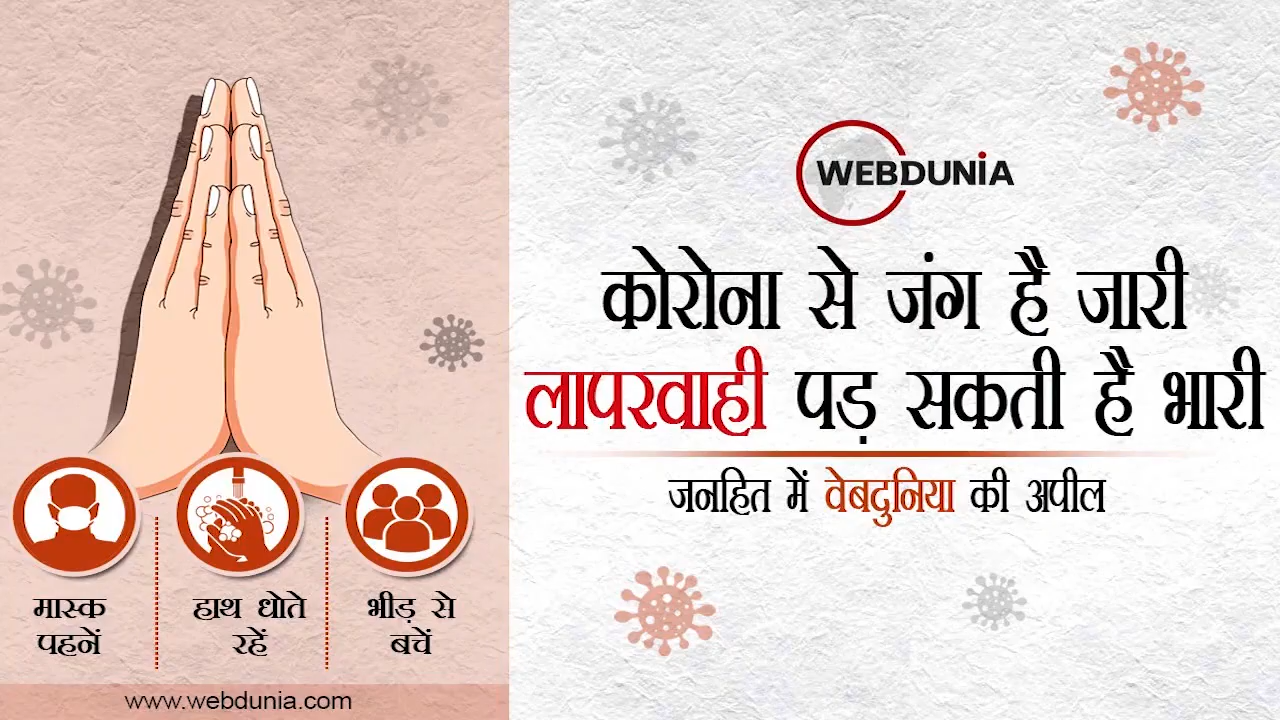 WEBDUNIA
कोरोना से जंग है जारी
लापरवाही पड़ सकती है भारी
जनहित में वेबदुनिया की अपील
मास्क
पहनें
हाथ धोते
रहें
भीड़ से
बचें
www.webdunia.com